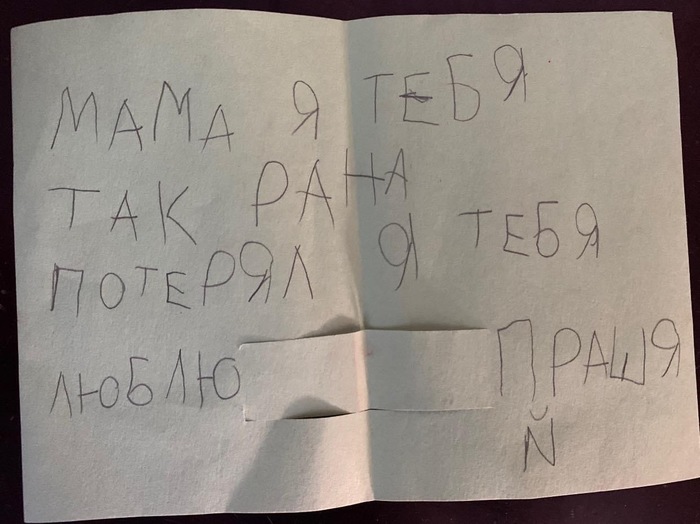 МАМА Я ТЕБЯ
ТАК РАНА
ПОТЕРЯЛ Я ТЕБЯ
ЛЮБЛЮ ПРАШЯ
Й